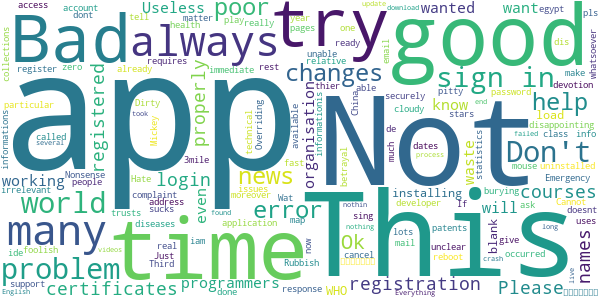 app
Not
This
time
good
Bad
always
try
poor
Useless
changes
sign in
help
Don't
many
problem
world
news
error
registered
properly
login
working
certificates
programmers
registration
organisation
installing
courses
names
Please
know
want
wanted
waste
load
blank
will
even
Ok
WHO
account
access
dont
tell
health
matter
register
zero
collections
already
informations
particular
called
several
irrelevant
Nonsense
people
address
sucks
foolish
ide
support
English
videos
complaint
Hate
took
Dirty
Mickey
trusts
diseases
Just
real
Third
iam
done
Rubbish
response
3mile
moreover
issues
Wat
application
technical
Overriding
found
play
really
year
pages
update
email
requires
rest
immediate
relative
unable
one
ready
China
able
securely
cloudy
stars
betrayal
much
de
dates
process
developer
If
sing
nothin
nothing
map
now
fast
available
informationis
cancel
lots
mail
patents
unclear
occurred
give
reboot
crash
Everything
failed
password
end
statistics
pitty
disappointing
class
info
mouse
uninstalled
burying
Emergency
Cannot
doesnt
uses
ask
long
live
download
egypt
pls
dis
make
devotion
whatsoever
thier